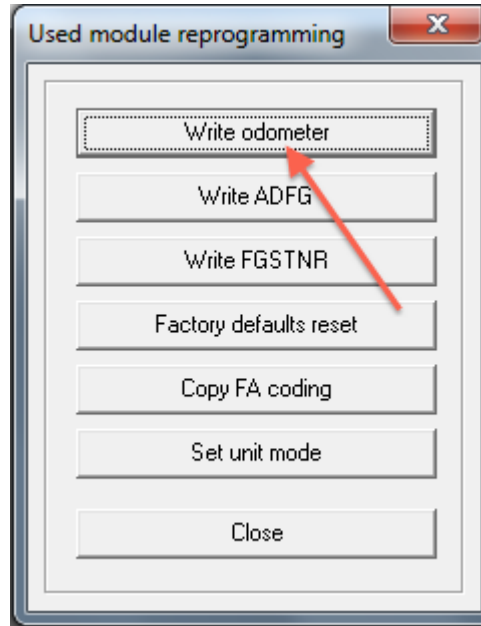 Used module reprogramming
Write odometer
Write ADFG
Write FGSTNR
Factory defaults reset
Copy FA coding
Set unit mode
Close